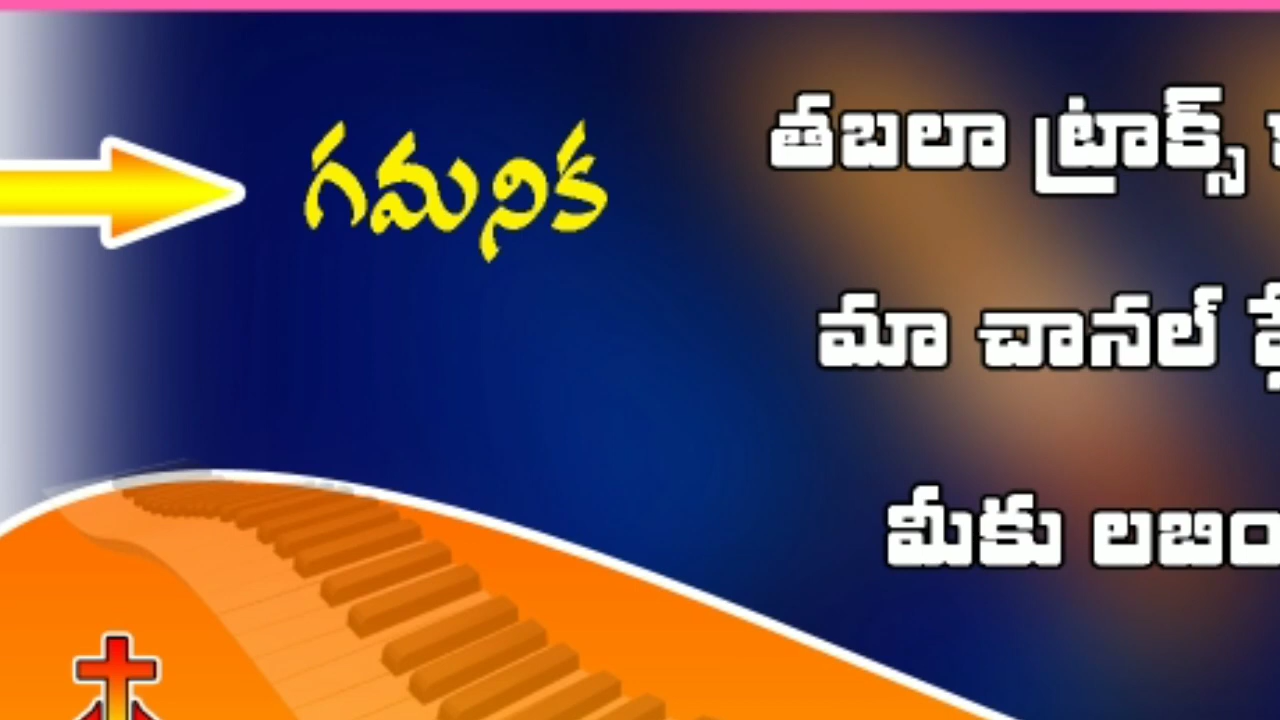 గమనిక
తబలా ట్రాక్స్
మా చానల్
మీకు